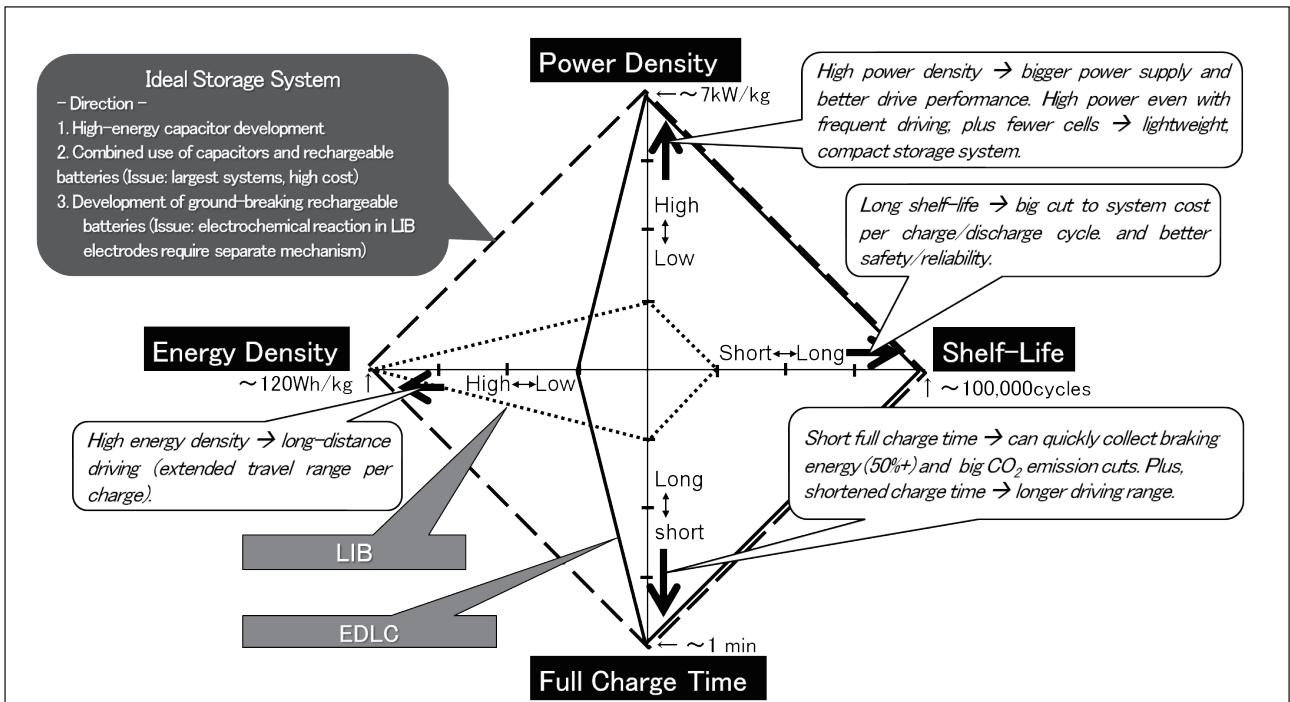 Power Density
Ideal Storage System
- Direction -
1. High-energy capacitor development
2. Combined use of capacitors and rechargeable
batteries (Issue: largest systems, high cost)
3. Development of ground-breaking rechargeable
batteries (Issue: electrochemical reaction in LIB
electrodes require separate mechanism)
← ～7kW/kg
High power density → bigger power supply and
better drive performance. High power even with
frequent driving, plus fewer cells → lightweight,
compact storage system.
High
↕
Low
Long shelf-life → big cut to system cost
per charge/discharge cycle. and better
safety/reliability.
Energy Density
～120Wh/kg ↑
High↔Low
Short↔Long
Shelf-Life
↑ ～100,000cycles
High energy density → long-distance
driving (extended travel range per
charge).
Short full charge time → can quickly collect braking
energy (50%+) and big CO₂ emission cuts. Plus,
shortened charge time → longer driving range.
Long
↕
short
LIB
EDLC
← ～1 min
Full Charge Time